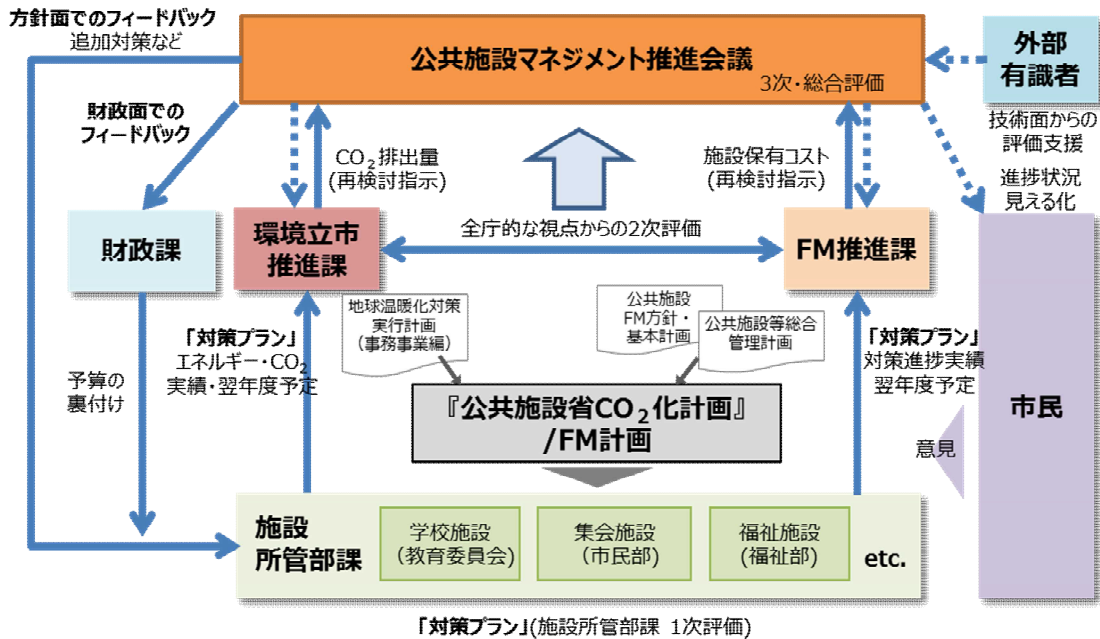 方針面でのフィードバック
追加対策など
公共施設マネジメント推進会議
3次・総合評価
外部
有識者
技術面からの
評価支援
財政面での
フィードバック
CO₂排出量
(再検討指示)
施設保有コスト
(再検討指示)
進捗状況
見える化
財政課
環境立市
推進課
全庁的な視点からの2次評価
FM推進課
地球温暖化対策
実行計画
(事務事業編)
公共施設
FM方針・
基本計画
公共施設等総合
管理計画
「対策プラン」
エネルギー・CO₂
実績・翌年度予定
「対策プラン」
対策進捗実績
翌年度予定
予算の
裏付け
『公共施設省CO₂化計画』
/FM計画
市民
意見
施設
所管部課
学校施設
(教育委員会)
集会施設
(市民部)
福祉施設
(福祉部)
etc.
「対策プラン」(施設所管部課 1次評価)